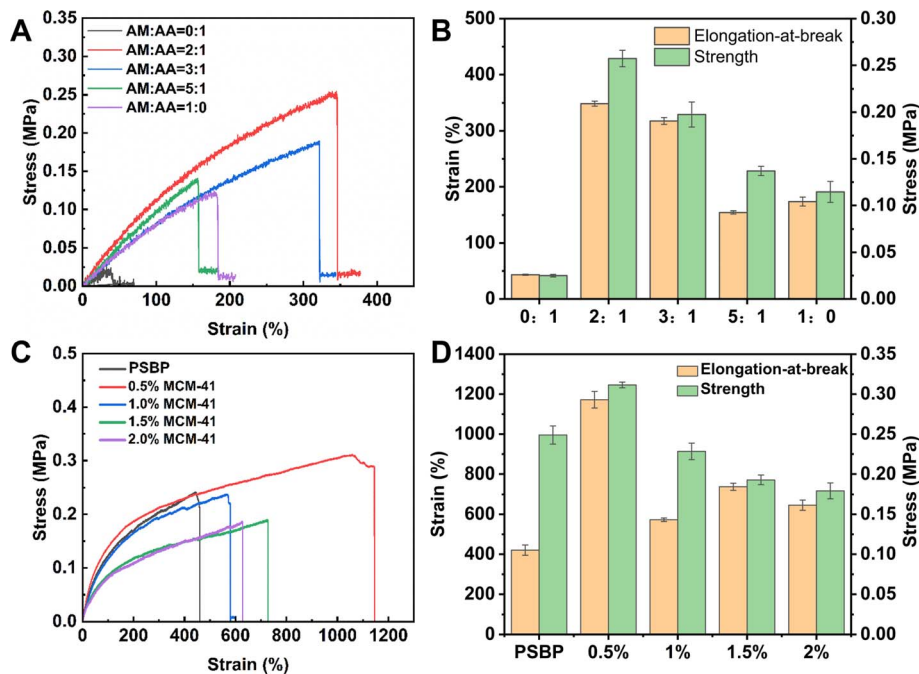 A
AM:AA=0:1
AM:AA=2:1
AM:AA=3:1
AM:AA=5:1
AM:AA=1:0
Stress (MPa)
0.35
0.30
0.25
0.20
0.15
0.10
0.05
0.00
0 100 200 300 400
Strain (%)
B
Elongation-at-break
Strength
Strain (%)
500
400
300
200
100
0
0.30
0.25
0.20
0.15
0.10
0.05
0.00
Stress (MPa)
0: 1 2: 1 3: 1 5: 1 1: 0
C
PSBP
0.5% MCM-41
1.0% MCM-41
1.5% MCM-41
2.0% MCM-41
Stress (MPa)
0.5
0.4
0.3
0.2
0.1
0.0
0 200 400 600 800 1000 1200
Strain (%)
D
Elongation-at-break
Strength
Strain (%)
1400
1200
1000
800
600
400
200
0
0.35
0.30
0.25
0.20
0.15
0.10
0.05
0.00
Stress (MPa)
PSBP 0.5% 1% 1.5% 2%